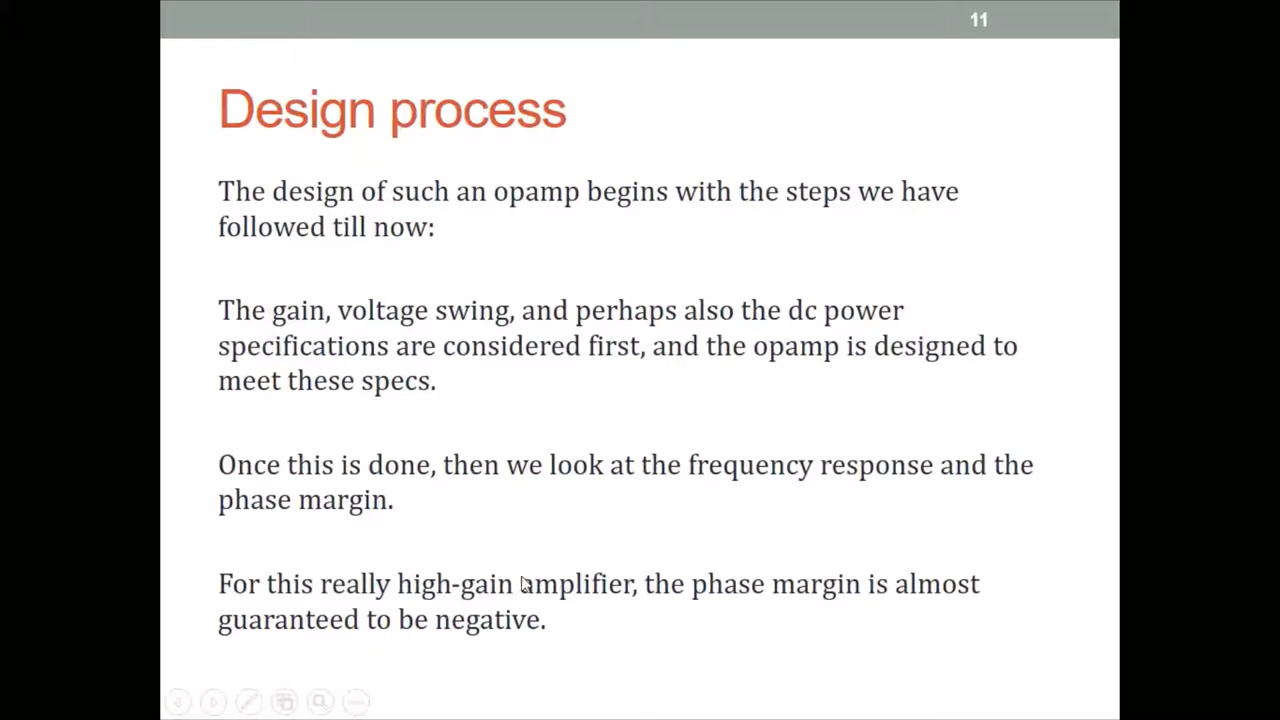 11
Design process
The design of such an opamp begins with the steps we have
followed till now:
The gain, voltage swing, and perhaps also the dc power
specifications are considered first, and the opamp is designed to
meet these specs.
Once this is done, then we look at the frequency response and the
phase margin.
For this really high-gain amplifier, the phase margin is almost
guaranteed to be negative.